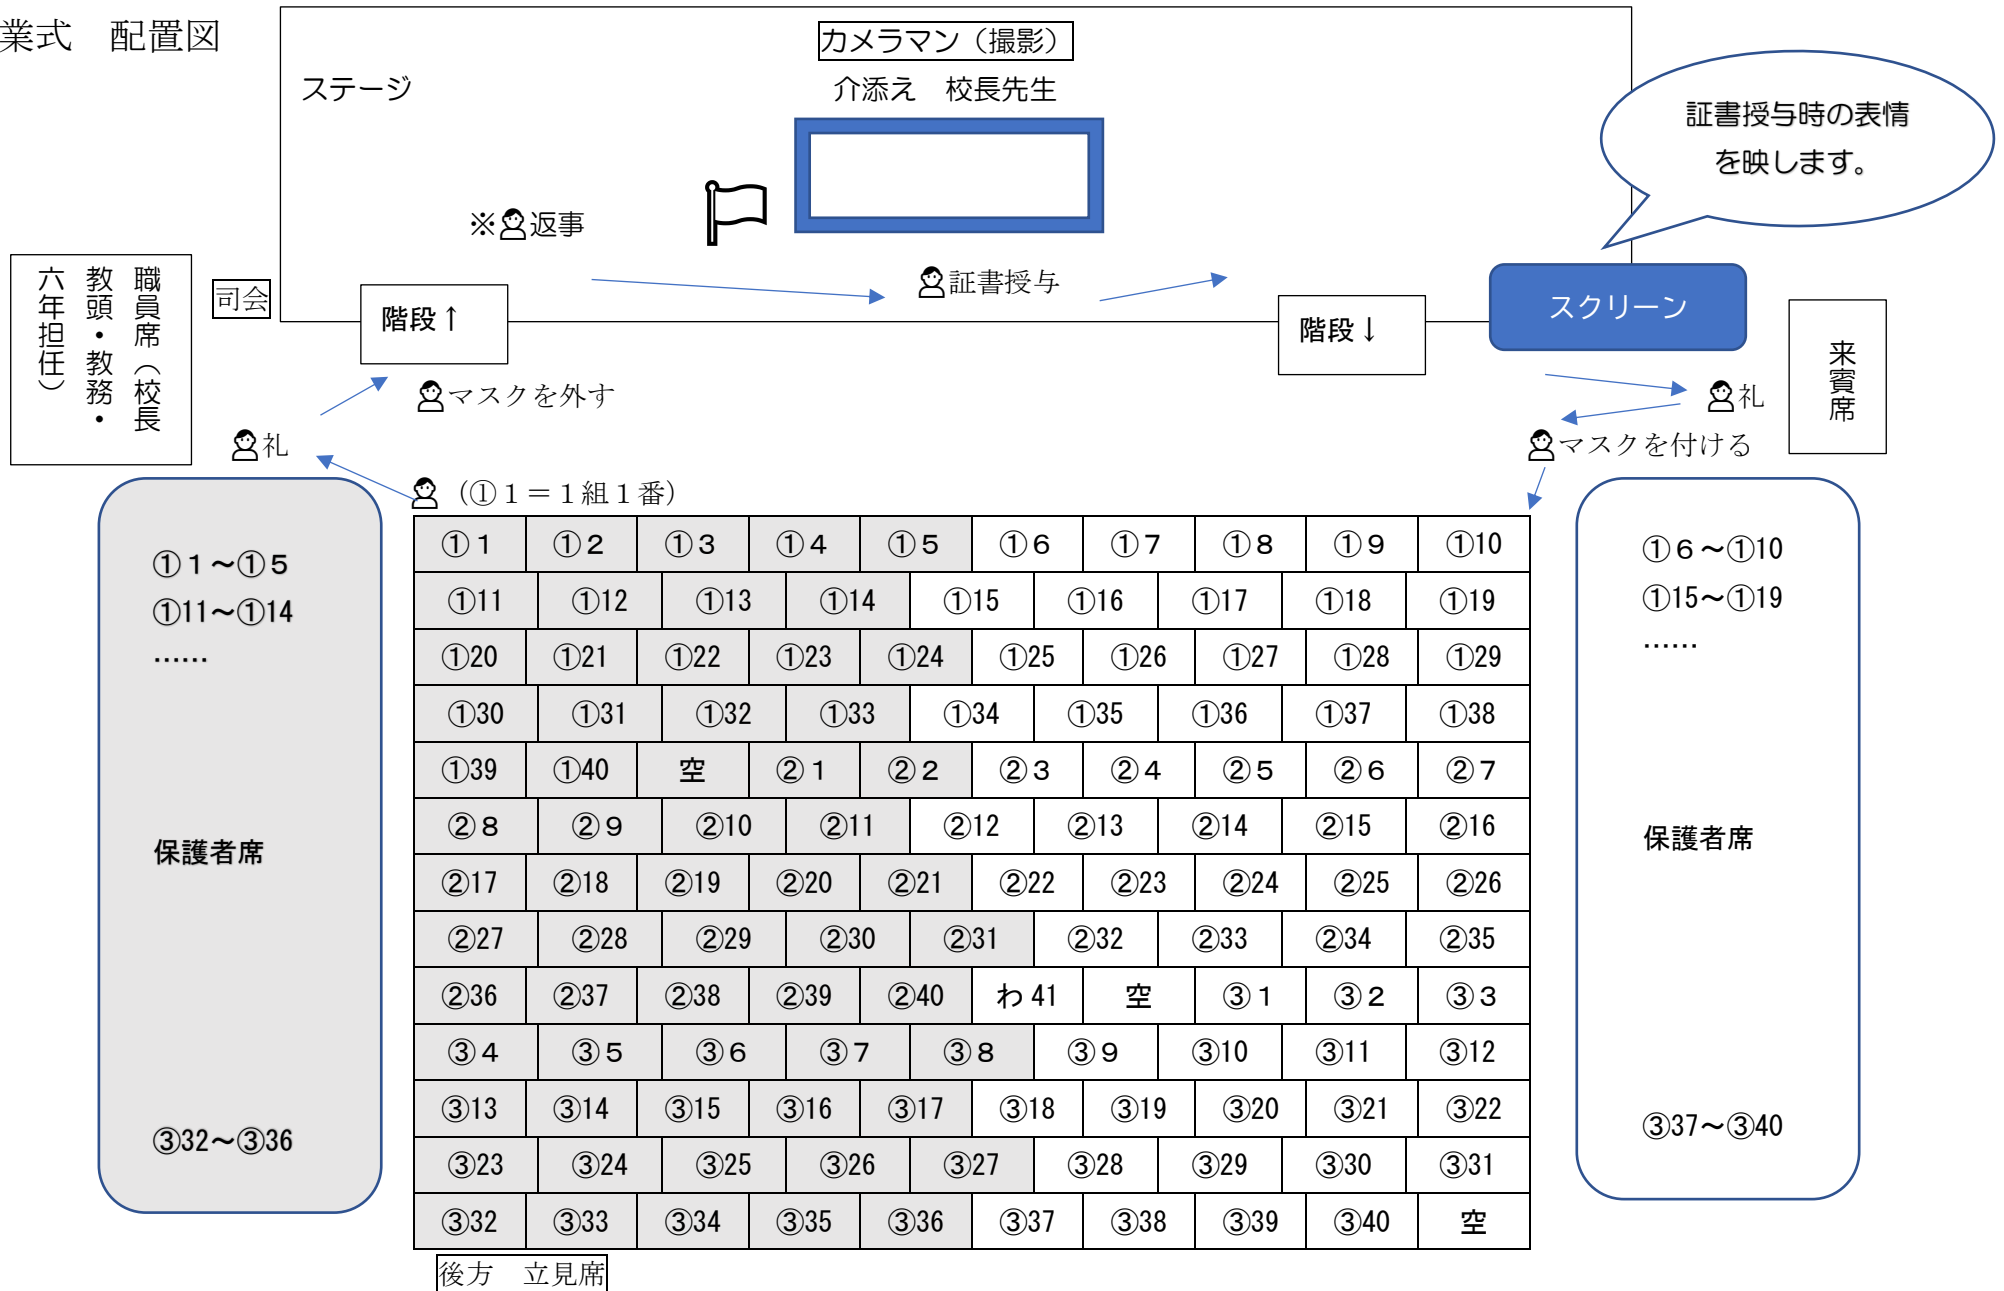 業式　配置図
カメラマン（撮影）
ステージ
介添え　校長先生
証書授与時の表情
を映します。
※返事
証書授与
職員席（校長
教頭・教務・
六年担任）
司会
階段↑
階段↓
スクリーン
来賓席
マスクを外す
礼
礼
マスクを付ける
（①１＝１組１番）
①１～①５
①11～①14
……
保護者席
③32～③36
①１ ①２ ①３ ①４ ①５ ①６ ①７ ①８ ①９ ①10
①11 ①12 ①13 ①14 ①15 ①16 ①17 ①18 ①19
①20 ①21 ①22 ①23 ①24 ①25 ①26 ①27 ①28 ①29
①30 ①31 ①32 ①33 ①34 ①35 ①36 ①37 ①38
①39 ①40 空 ②１ ②２ ②３ ②４ ②５ ②６ ②７
②８ ②９ ②10 ②11 ②12 ②13 ②14 ②15 ②16
②17 ②18 ②19 ②20 ②21 ②22 ②23 ②24 ②25 ②26
②27 ②28 ②29 ②30 ②31 ②32 ②33 ②34 ②35
②36 ②37 ②38 ②39 ②40 わ41 空 ③１ ③２ ③３
③４ ③５ ③６ ③７ ③８ ③９ ③10 ③11 ③12
③13 ③14 ③15 ③16 ③17 ③18 ③19 ③20 ③21 ③22
③23 ③24 ③25 ③26 ③27 ③28 ③29 ③30 ③31
③32 ③33 ③34 ③35 ③36 ③37 ③38 ③39 ③40 空
①６～①10
①15～①19
……
保護者席
③37～③40
後方　立見席